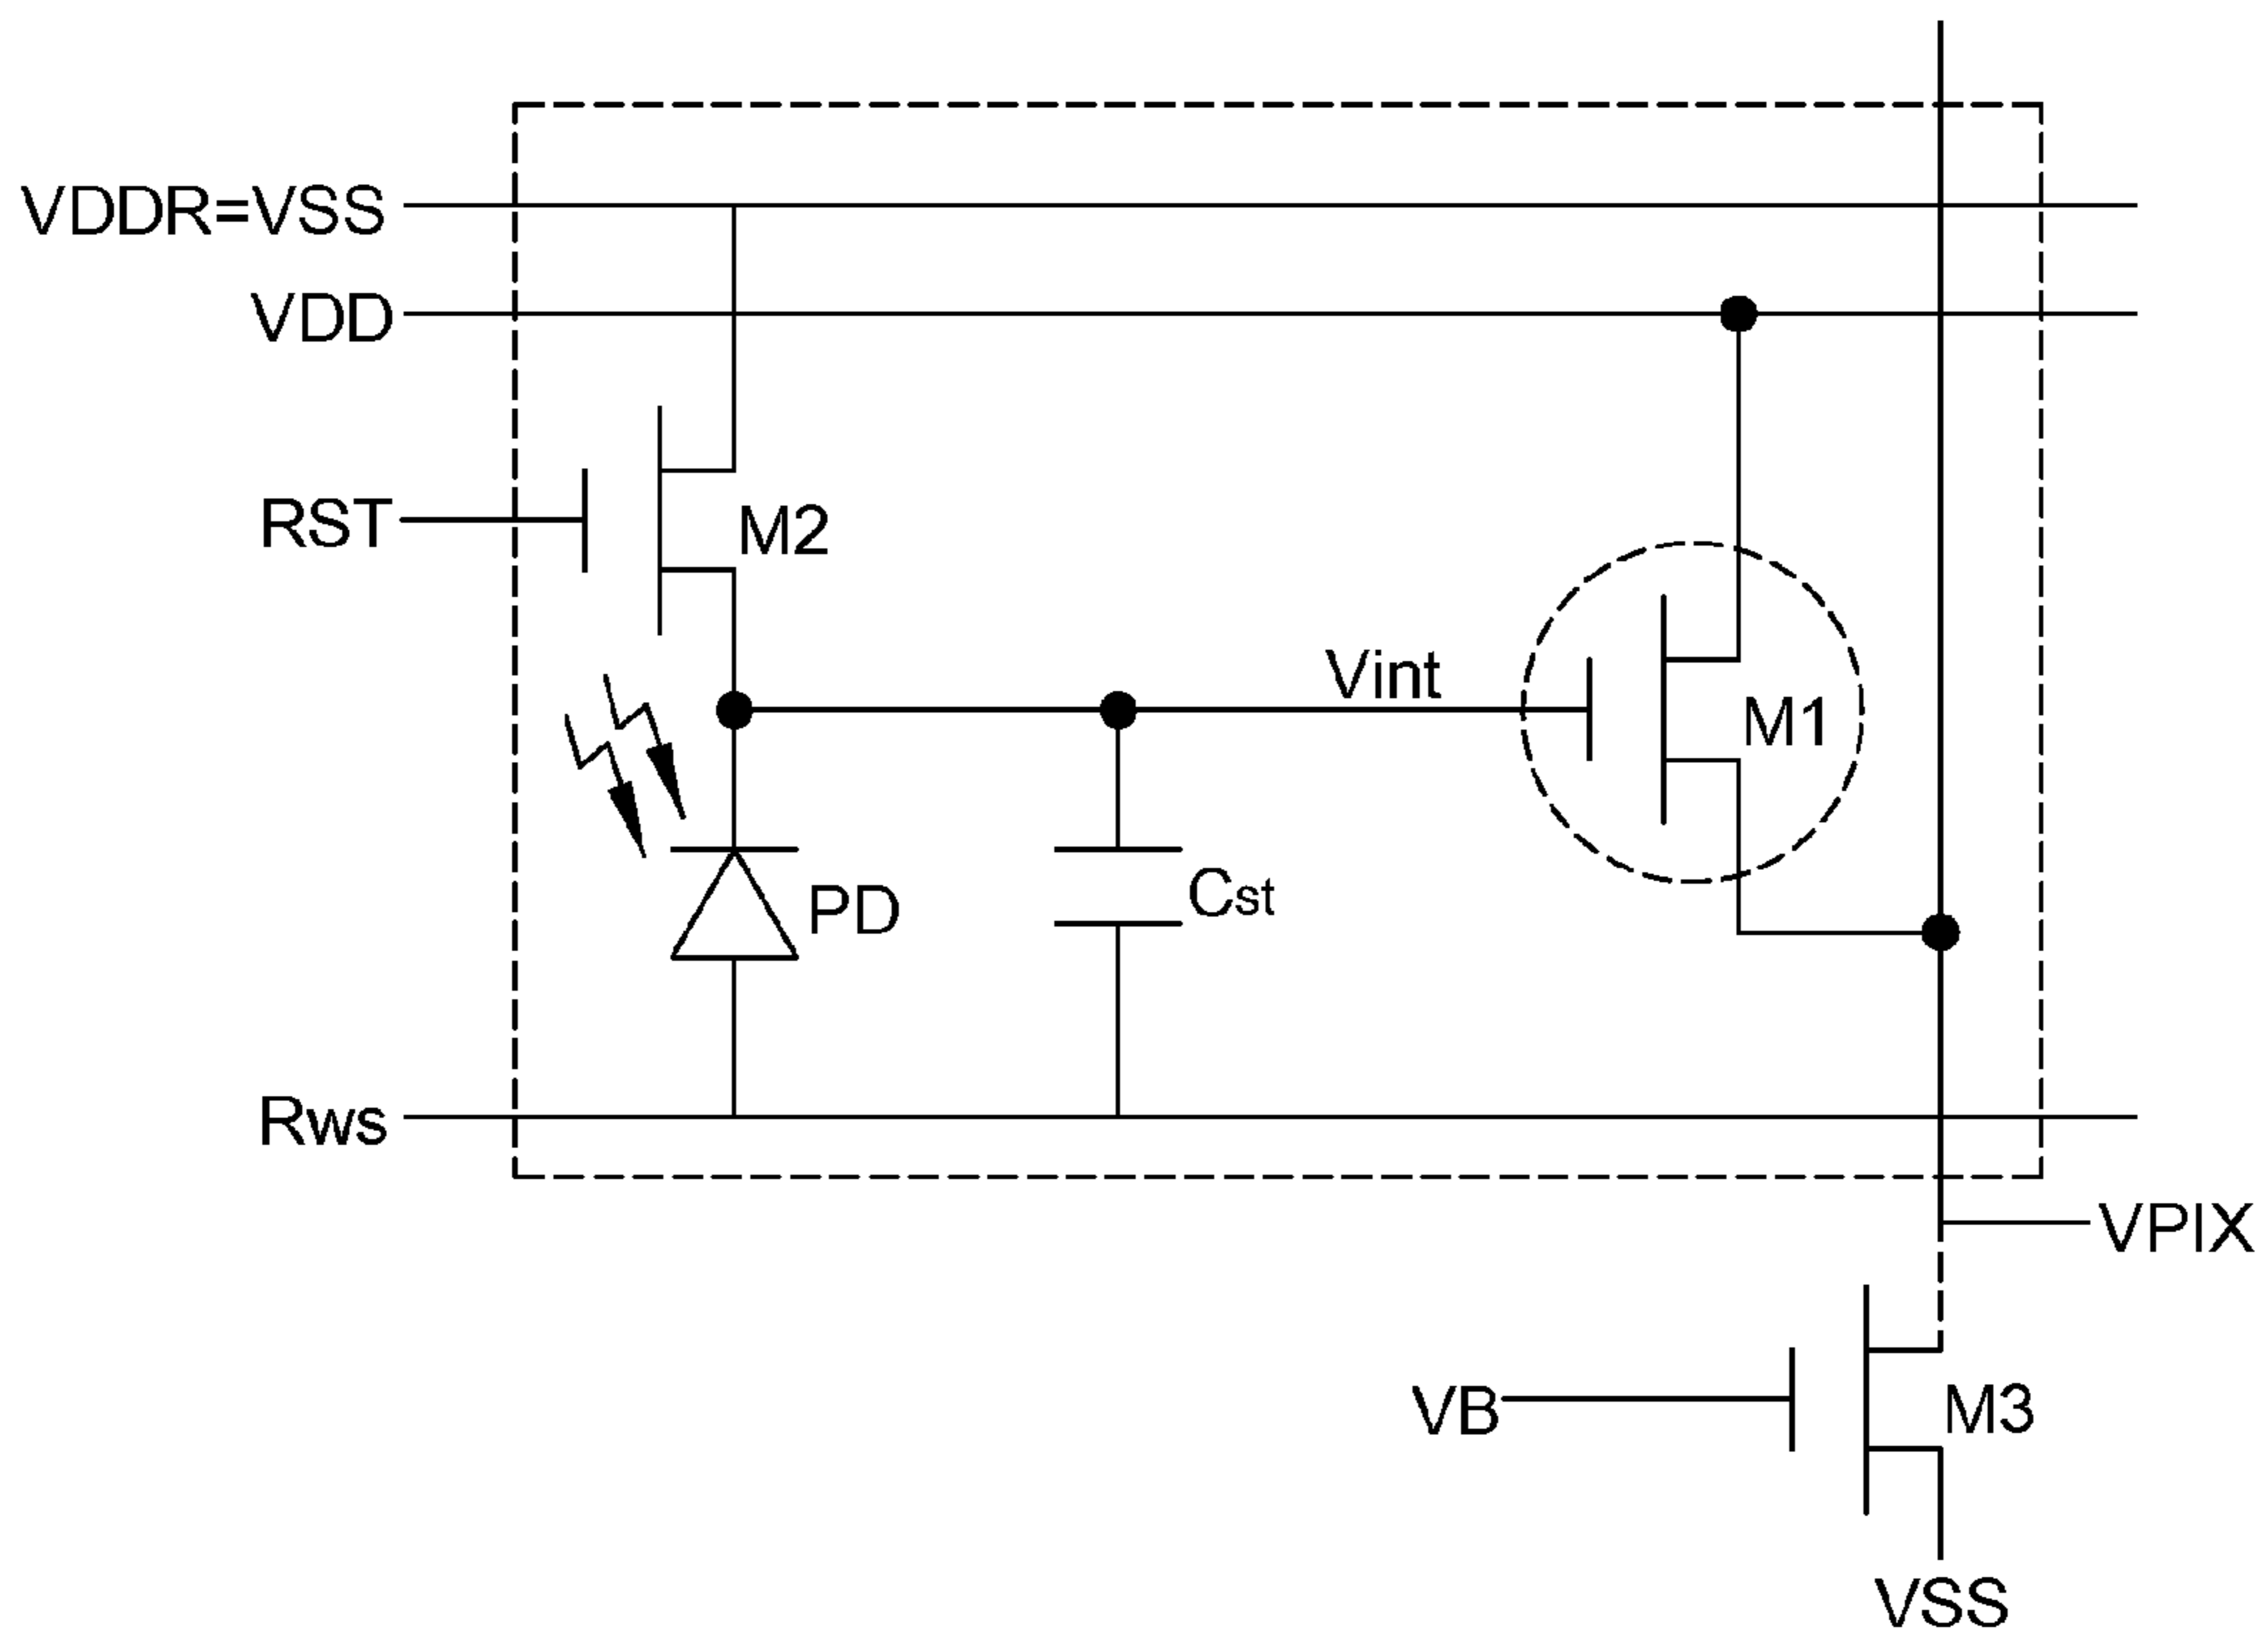 VDDR=VSS
VDD
RST
M2
Vint
M1
PD
Cst
Rws
VPIX
VB
M3
VSS